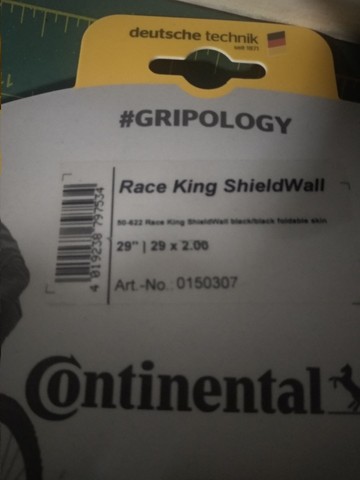 deutsche technik
seit 1871
#GRIPOLOGY
Race King ShieldWall
50-622 Race King ShieldWall black/black foldable skin
29" | 29 x 2.00
Art.-No.: 0150307
4 019238 797534
Continental